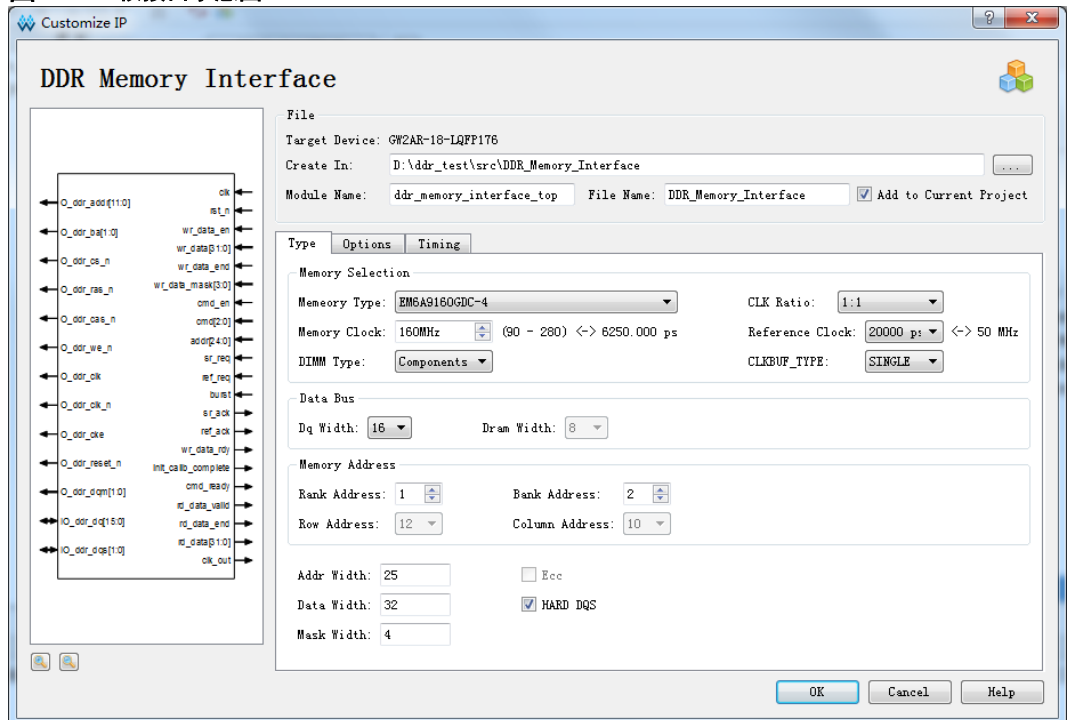 Customize IP
DDR Memory Interface
File
Target Device: GW2AR-18-LQFP176
Create In: D:\ddr_test\src\DDR_Memory_Interface ...
Module Name: ddr_memory_interface_top File Name: DDR_Memory_Interface Add to Current Project
Type Options Timing
Memory Selection
Memeory Type: EM6A9160GDC-4 CLK Ratio: 1:1
Memory Clock: 160MHz (90 - 280) <-> 6250.000 ps Reference Clock: 20000 ps <-> 50 MHz
DIMM Type: Components CLKBUF_TYPE: SINGLE
Data Bus
Dq Width: 16 Dram Width: 8
Memory Address
Rank Address: 1 Bank Address: 2
Row Address: 12 Column Address: 10
Addr Width: 25 Ecc
Data Width: 32 HARD DQS
Mask Width: 4
O_ddr_addr[11:0]
O_ddr_ba[1:0]
O_ddr_cs_n
O_ddr_ras_n
O_ddr_cas_n
O_ddr_we_n
O_ddr_clk
O_ddr_clk_n
O_ddr_cke
O_ddr_reset_n
O_ddr_dqm[1:0]
IO_ddr_dq[15:0]
IO_ddr_dqs[1:0]
clk
rst_n
wr_data_en
wr_data[31:0]
wr_data_end
wr_data_mask[3:0]
cmd_en
cmd[2:0]
addr[24:0]
sr_req
ref_req
burst
sr_ack
ref_ack
wr_data_rdy
init_calib_complete
cmd_ready
rd_data_valid
rd_data_end
rd_data[31:0]
clk_out
OK Cancel Help